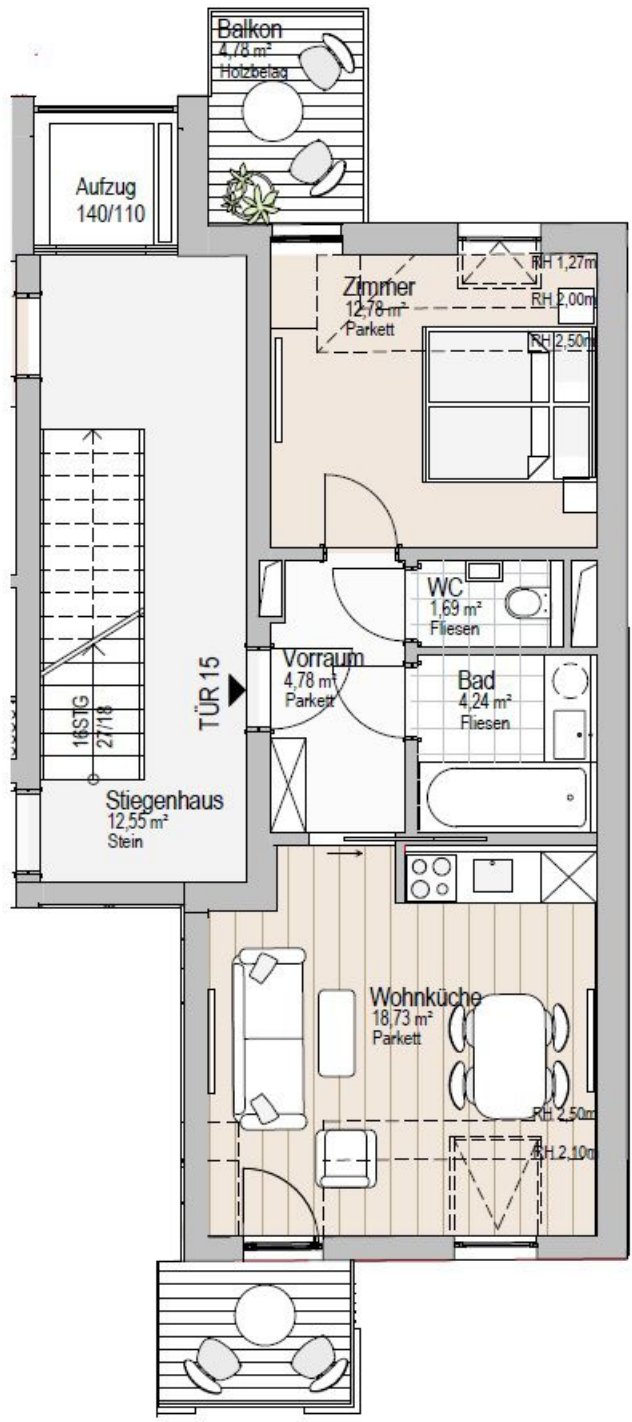 Balkon
4,78 m²
Holzbelag
Aufzug
140/110
Zimmer
12,78 m²
Parkett
RH 1,27m
RH 2,00m
RH 2,50m
WC
1,69 m²
Fliesen
Vorraum
4,78 m²
Parkett
TÜR 15
Bad
4,24 m²
Fliesen
16STG
27/18
Stiegenhaus
12,55 m²
Stein
Wohnküche
18,73 m²
Parkett
RH 2,50m
RH 2,10m